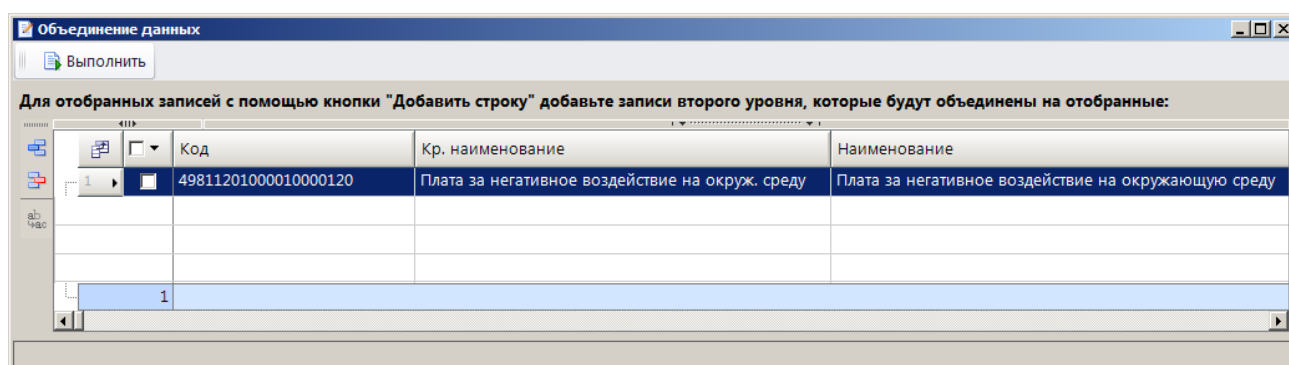 Объединение данных
Выполнить
Для отобранных записей с помощью кнопки "Добавить строку" добавьте записи второго уровня, которые будут объединены на отобранные:
Код Кр. наименование Наименование
1 49811201000010000120 Плата за негативное воздействие на окруж. среду Плата за негативное воздействие на окружающую среду
ab
ac
1